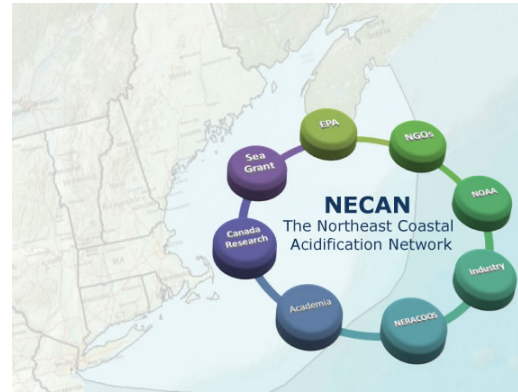 EPA
NGOs
NOAA
Industry
NERACOOS
Academia
Canada
Research
Sea
Grant
NECAN
The Northeast Coastal
Acidification Network